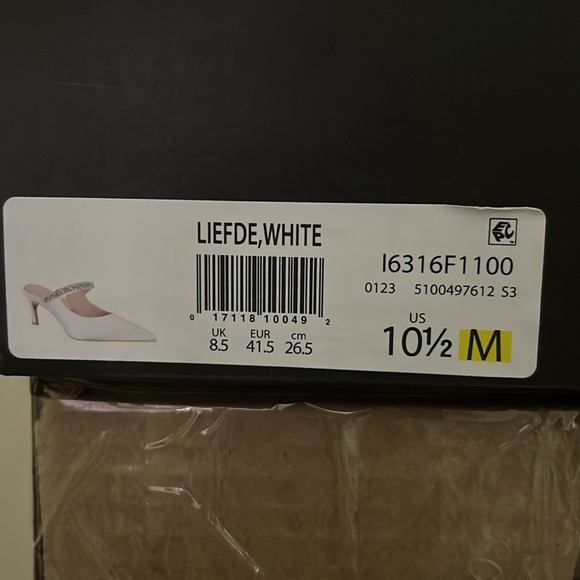 LIEFDE,WHITE
0 17118 10049 2
UK EUR cm
8.5 41.5 26.5
I6316F1100
0123 5100497612 S3
US
10½ M